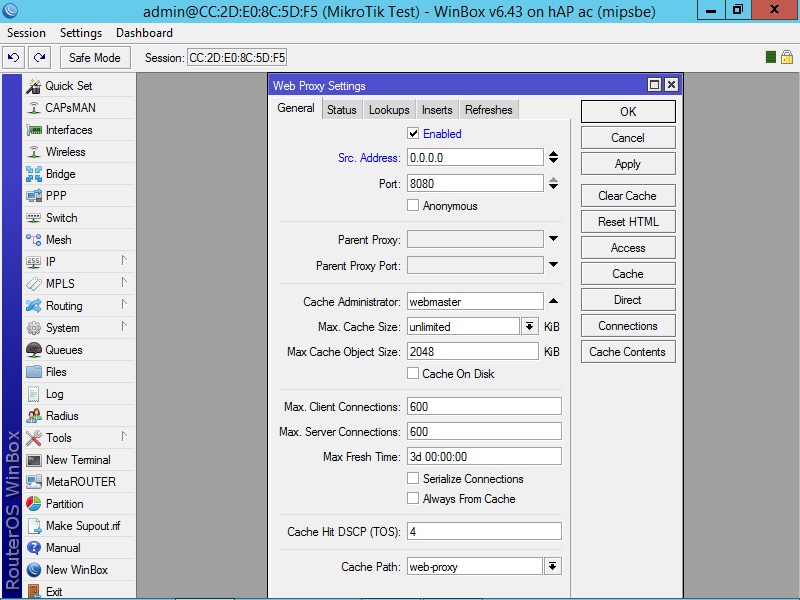 admin@CC:2D:E0:8C:5D:F5 (MikroTik Test) - WinBox v6.43 on hAP ac (mipsbe)
Session Settings Dashboard
Safe Mode Session: CC:2D:E0:8C:5D:F5
RouterOS WinBox
Quick Set
CAPsMAN
Interfaces
Wireless
Bridge
PPP
Switch
Mesh
255
IP
MPLS
Routing
System
Queues
Files
Log
Radius
Tools
New Terminal
MetaROUTER
Partition
Make Supout.rif
Manual
New WinBox
Exit
Web Proxy Settings
General Status Lookups Inserts Refreshes
Enabled
Src. Address: 0.0.0.0
Port: 8080
Anonymous
Parent Proxy:
Parent Proxy Port:
Cache Administrator: webmaster
Max. Cache Size: unlimited KiB
Max Cache Object Size: 2048 KiB
Cache On Disk
Max. Client Connections: 600
Max. Server Connections: 600
Max Fresh Time: 3d 00:00:00
Serialize Connections
Always From Cache
Cache Hit DSCP (TOS): 4
Cache Path: web-proxy
OK
Cancel
Apply
Clear Cache
Reset HTML
Access
Cache
Direct
Connections
Cache Contents